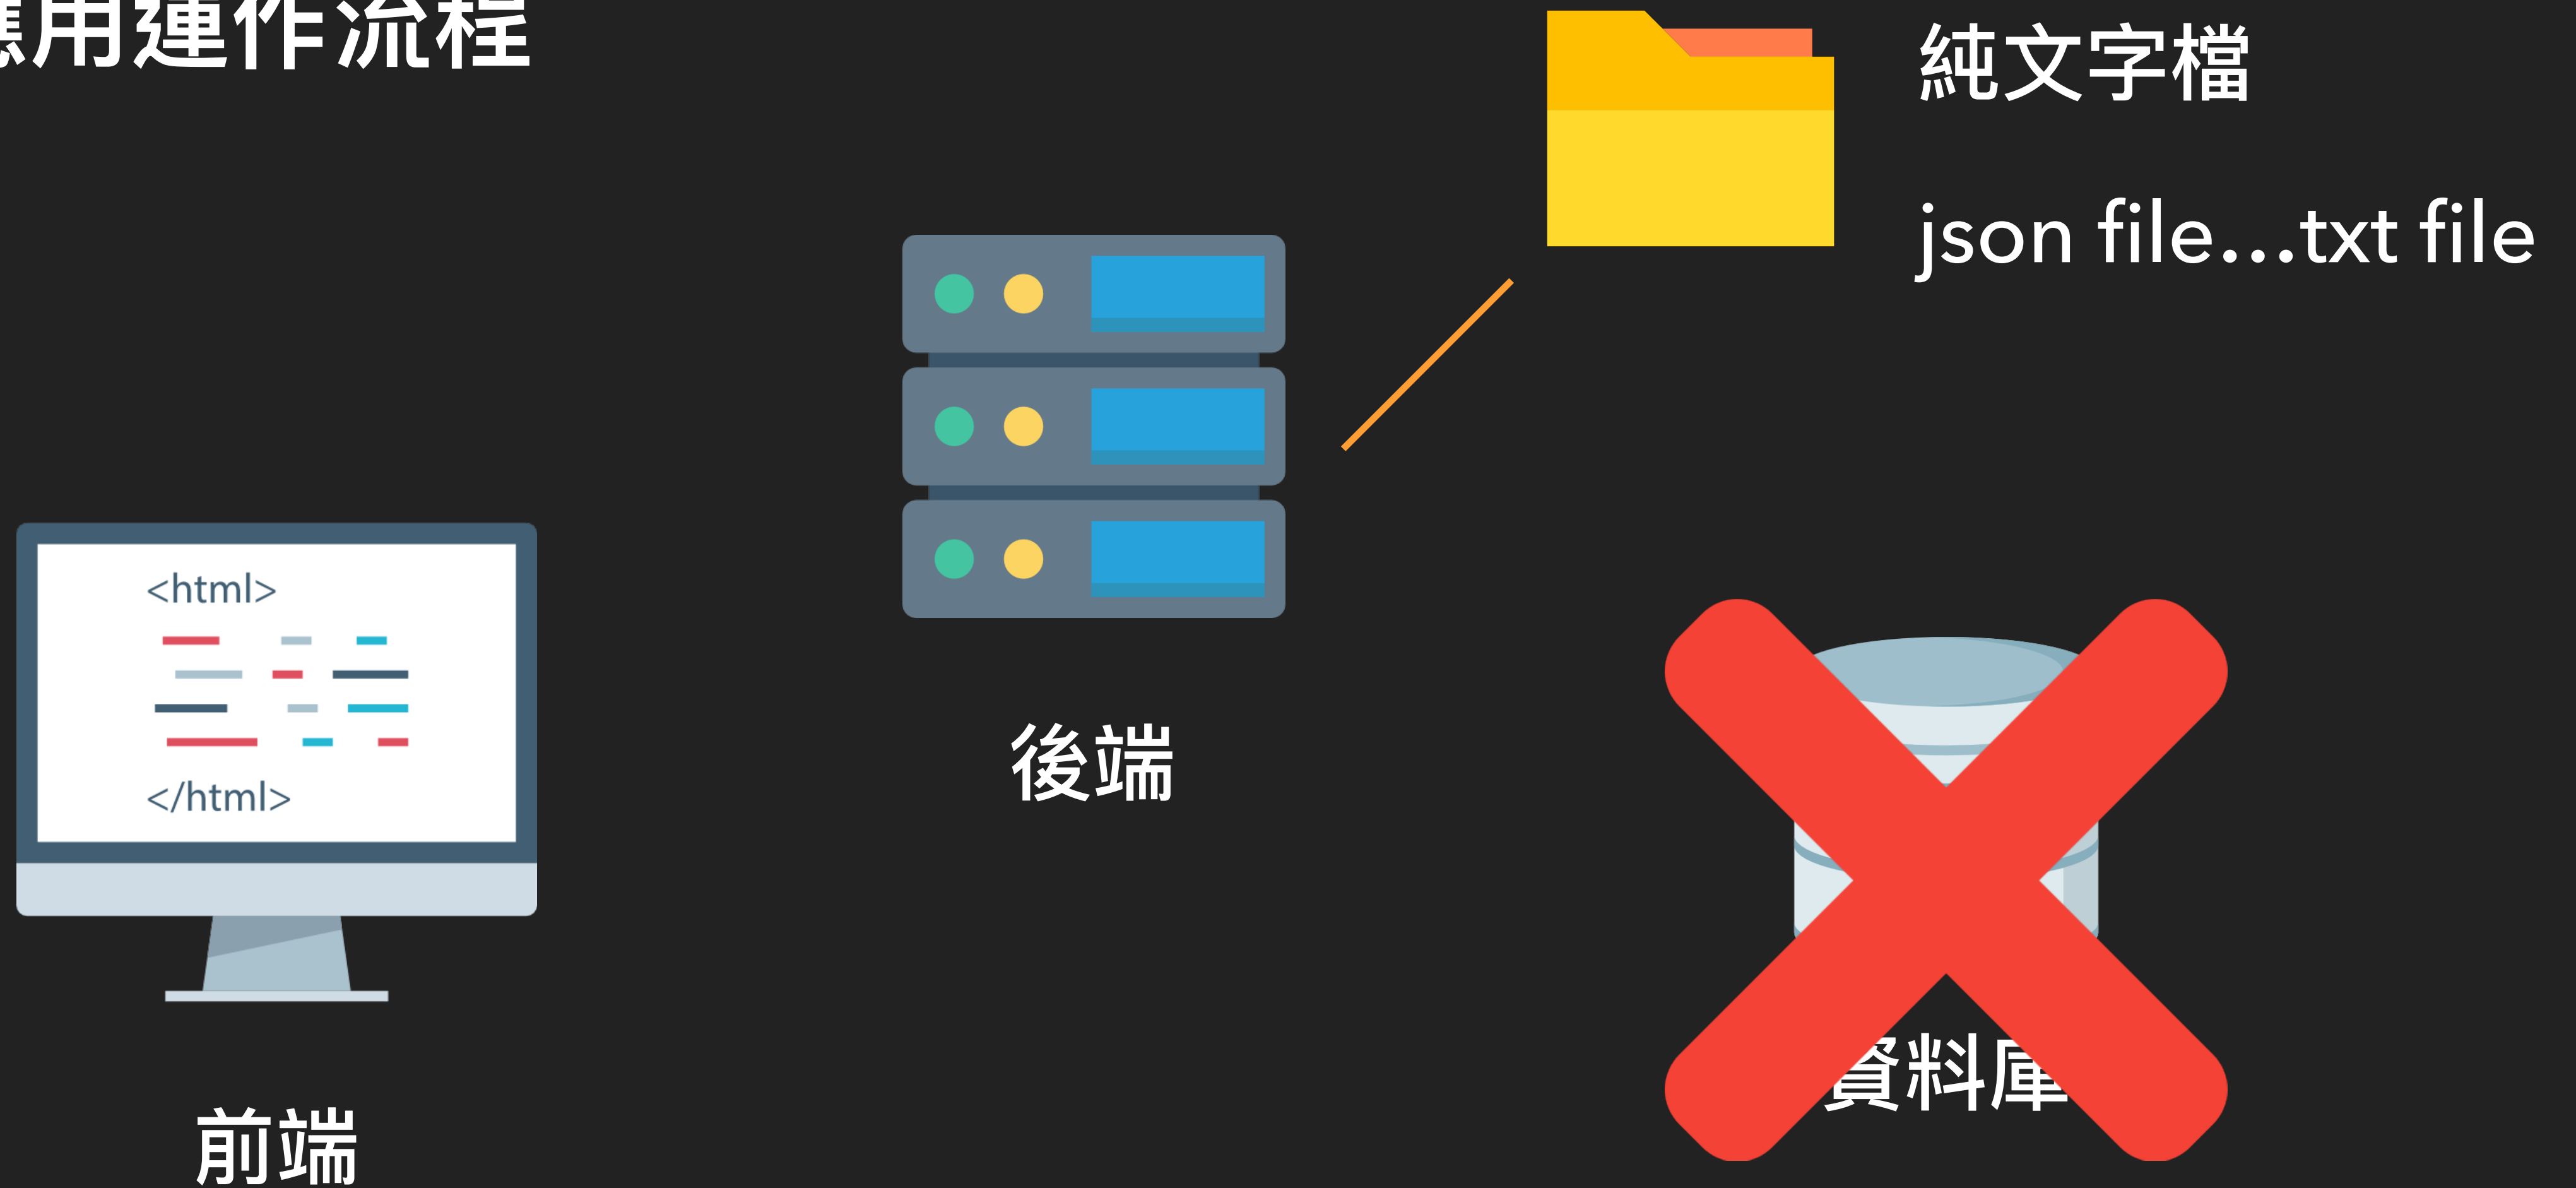 應用運作流程
純文字檔
json file...txt file
<html>
</html>
後端
前端
資料庫